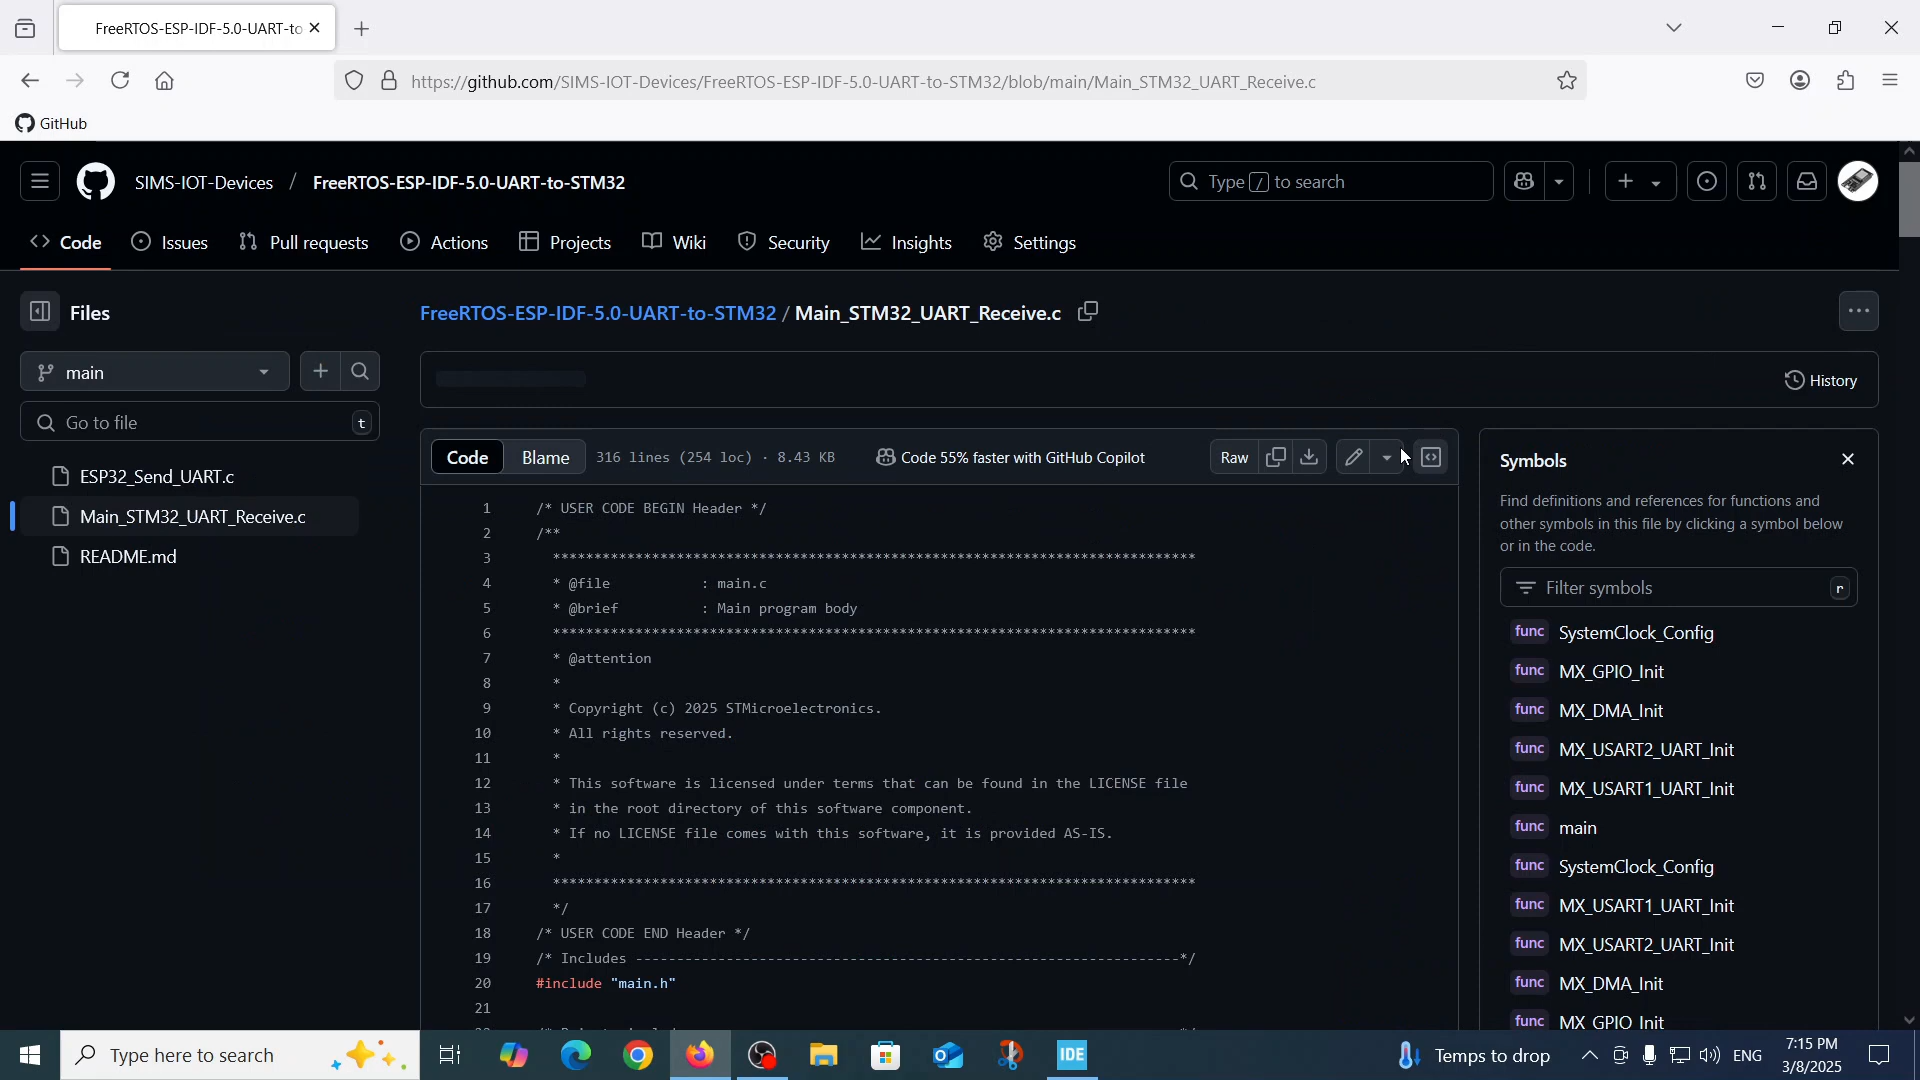 FreeRTOS-ESP-IDF-5.0-UART-to
https://github.com/SIMS-IOT-Devices/FreeRTOS-ESP-IDF-5.0-UART-to-STM32/blob/main/Main_STM32_UART_Receive.c
GitHub
SIMS-IOT-Devices / FreeRTOS-ESP-IDF-5.0-UART-to-STM32
Type / to search
Code Issues Pull requests Actions Projects Wiki Security Insights Settings
Files
FreeRTOS-ESP-IDF-5.0-UART-to-STM32 / Main_STM32_UART_Receive.c
main
History
Go to file t
Code Blame 316 lines (254 loc) · 8.43 KB Code 55% faster with GitHub Copilot Raw
ESP32_Send_UART.c
Main_STM32_UART_Receive.c
README.md
1 /* USER CODE BEGIN Header */
2 /**
3 ******************************************************************************
4 * @file : main.c
5 * @brief : Main program body
6 ******************************************************************************
7 * @attention
8 *
9 * Copyright (c) 2025 STMicroelectronics.
10 * All rights reserved.
11 *
12 * This software is licensed under terms that can be found in the LICENSE file
13 * in the root directory of this software component.
14 * If no LICENSE file comes with this software, it is provided AS-IS.
15 *
16 ******************************************************************************
17 */
18 /* USER CODE END Header */
19 /* Includes ------------------------------------------------------------------*/
20 #include "main.h"
21
Symbols
Find definitions and references for functions and
other symbols in this file by clicking a symbol below
or in the code.
Filter symbols r
func SystemClock_Config
func MX_GPIO_Init
func MX_DMA_Init
func MX_USART2_UART_Init
func MX_USART1_UART_Init
func main
func SystemClock_Config
func MX_USART1_UART_Init
func MX_USART2_UART_Init
func MX_DMA_Init
func MX_GPIO_Init
Type here to search
IDE
Temps to drop
ENG
7:15 PM
3/8/2025